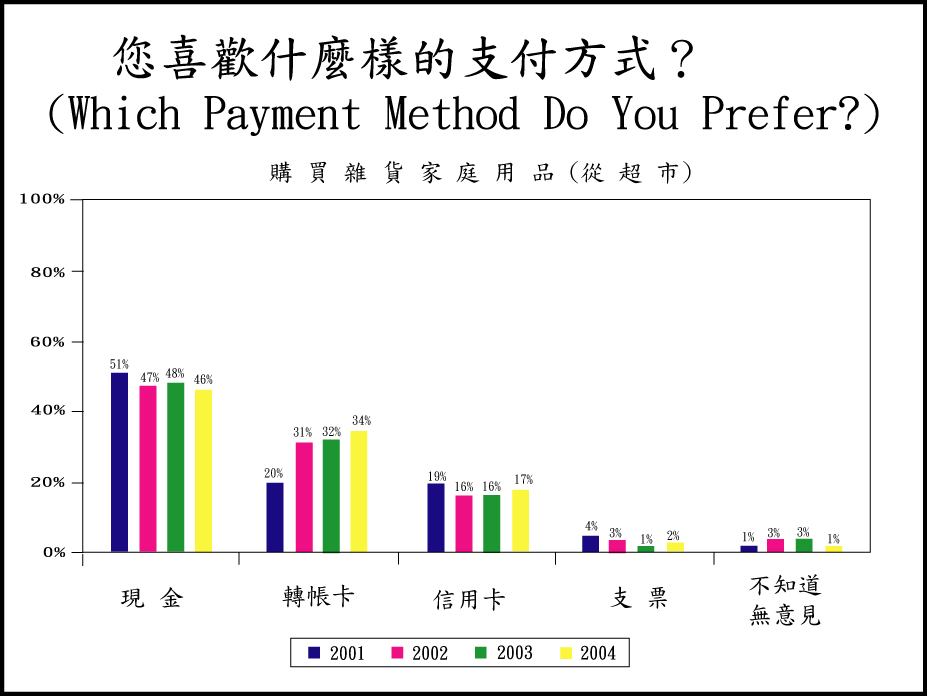 您喜歡什麼樣的支付方式？
(Which Payment Method Do You Prefer?)
購買雜貨家庭用品(從超市)
100%
80%
60%
40%
20%
0%
51% 47% 48% 46%
20% 31% 32% 34%
19% 16% 16% 17%
4% 3% 1% 2%
1% 3% 3% 1%
現金 轉帳卡 信用卡 支票 不知道
無意見
2001 2002 2003 2004